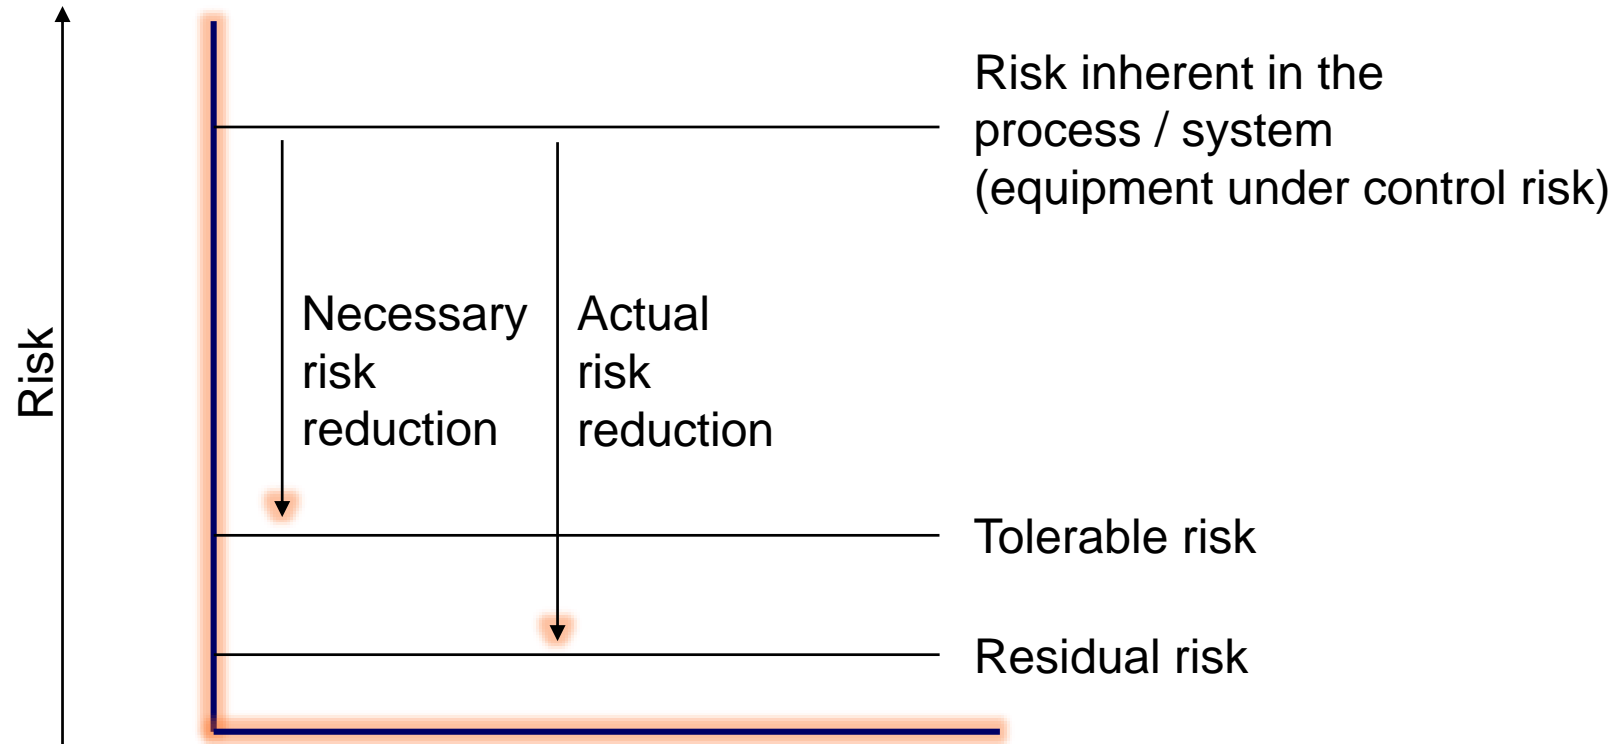 Risk
Risk inherent in the
process / system
(equipment under control risk)
Necessary
risk
reduction
Actual
risk
reduction
Tolerable risk
Residual risk